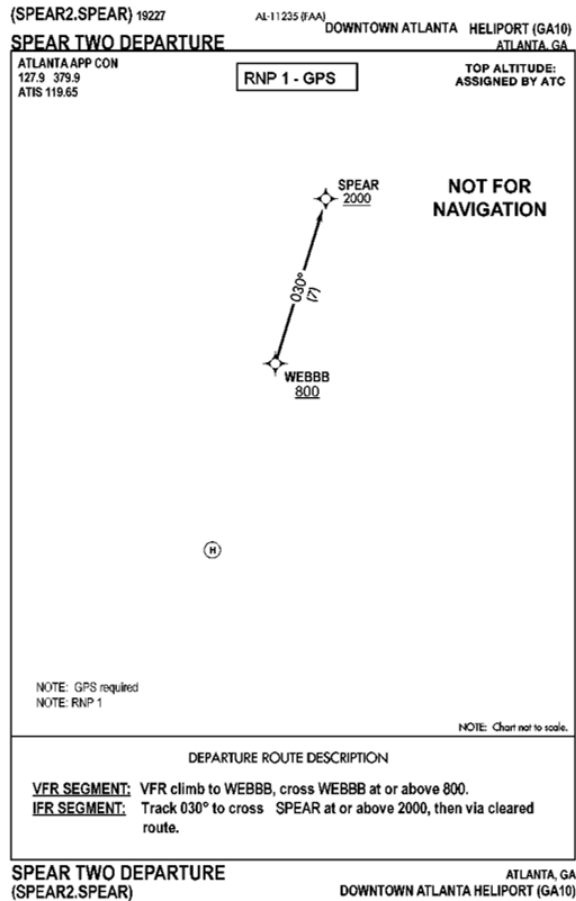 (SPEAR2.SPEAR) 19227
AL-11235 (FAA)
DOWNTOWN ATLANTA HELIPORT (GA10)
SPEAR TWO DEPARTURE
ATLANTA, GA
ATLANTA APP CON
127.9 379.9
ATIS 119.65
RNP 1 - GPS
TOP ALTITUDE:
ASSIGNED BY ATC
SPEAR
2000
NOT FOR
NAVIGATION
030°
(7)
WEBBB
800
H
NOTE: GPS required
NOTE: RNP 1
NOTE: Chart not to scale.
DEPARTURE ROUTE DESCRIPTION
VFR SEGMENT: VFR climb to WEBBB, cross WEBBB at or above 800.
IFR SEGMENT: Track 030° to cross SPEAR at or above 2000, then via cleared
route.
SPEAR TWO DEPARTURE
(SPEAR2.SPEAR)
ATLANTA, GA
DOWNTOWN ATLANTA HELIPORT (GA10)